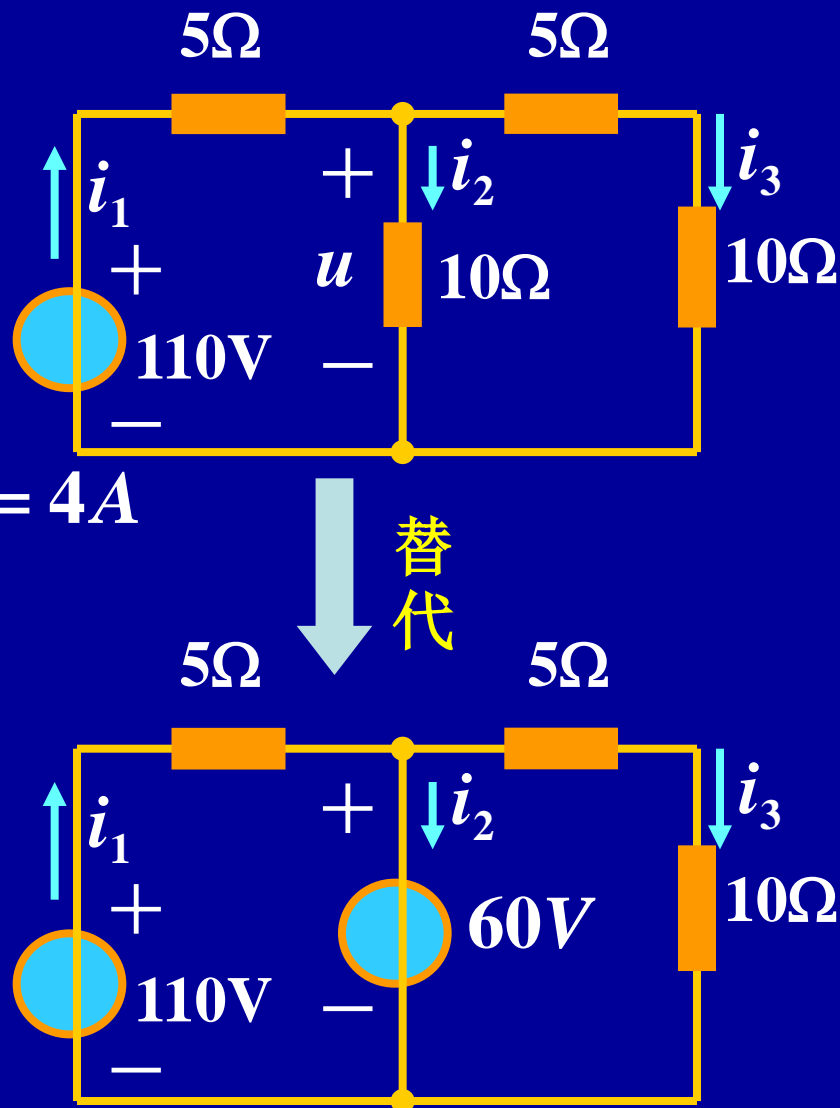 5Ω 5Ω
i₁ + i₂ i₃
+ u 10Ω 10Ω
110V −
−
= 4A
替
代
5Ω 5Ω
i₁ + i₂ i₃
+ 60V 10Ω
110V −
−